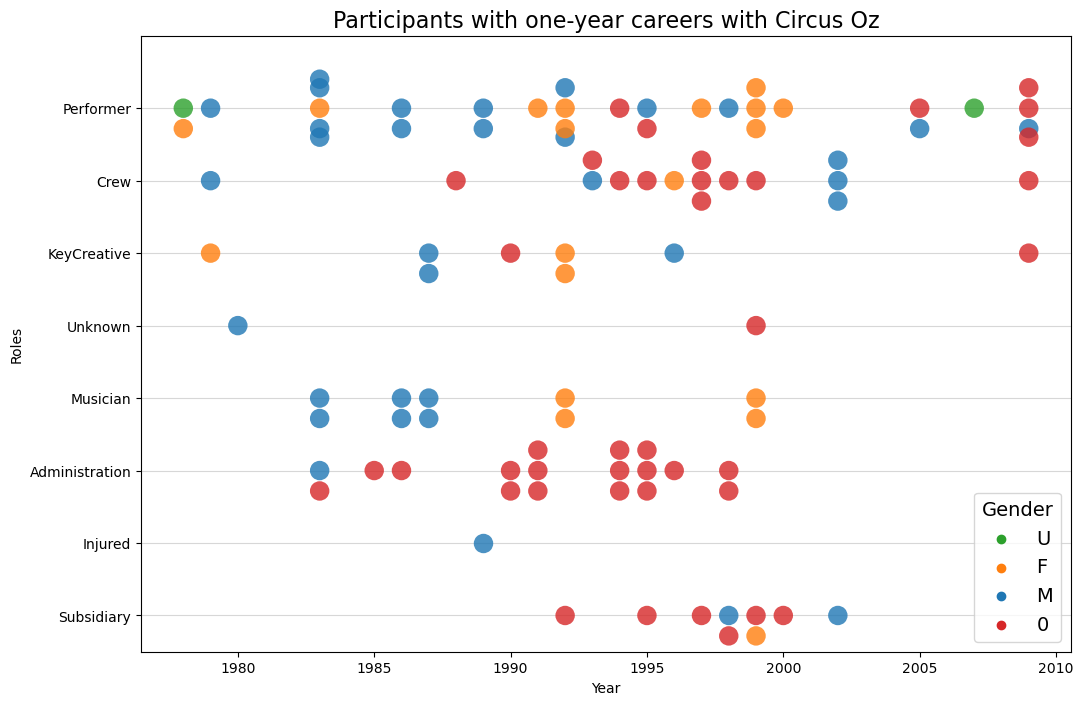 Participants with one-year careers with Circus Oz
Performer
Crew
KeyCreative
Unknown
Musician
Administration
Injured
Subsidiary
Roles
Gender
U
F
M
0
1980 1985 1990 1995 2000 2005 2010
Year